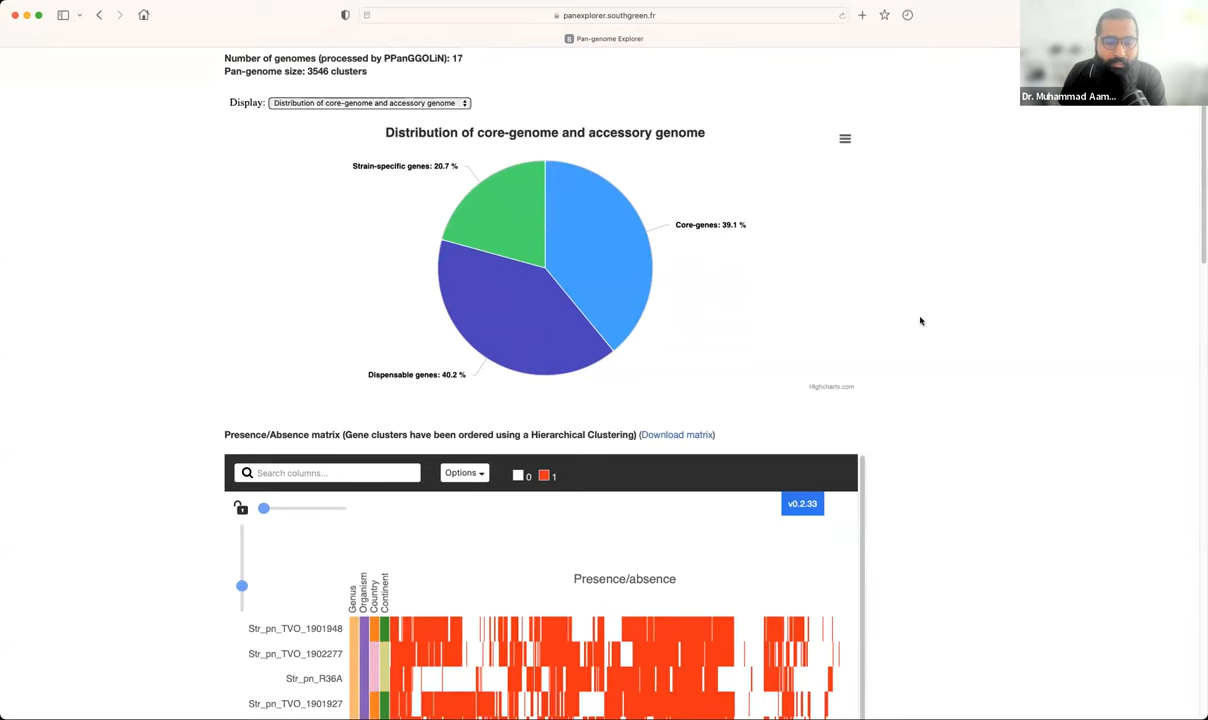 panexplorer.southgreen.fr
S Pan-genome Explorer
Dr. Muhammad Aam...
Number of genomes (processed by PPanGGOLiN): 17
Pan-genome size: 3546 clusters
Display: Distribution of core-genome and accessory genome
Distribution of core-genome and accessory genome
Strain-specific genes: 20.7 %
Core-genes: 39.1 %
Dispensable genes: 40.2 %
Highcharts.com
Presence/Absence matrix (Gene clusters have been ordered using a Hierarchical Clustering) (Download matrix)
Search columns...
Options
0
1
v0.2.33
Presence/absence
Genus
Organism
Country
Continent
Str_pn_TVO_1901948
Str_pn_TVO_1902277
Str_pn_R36A
Str_pn_TVO_1901927